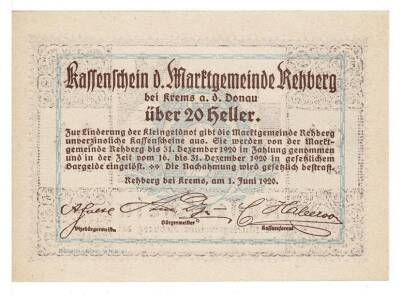 Kassenschein d. Marktgemeinde Rehberg
bei Krems a. d. Donau
über 20 Heller.
Zur Linderung der Kleingeldnot gibt die Marktgemeinde Rehberg
unverzinsliche Kassenscheine aus. Sie werden von der Markt-
gemeinde Rehberg bis 31. Dezember 1920 in Zahlung genommen
und in der Zeit vom 16. bis 31. Dezember 1920 in gesetzlichem
Bargelde eingelöst. Die Nachahmung wird gesetzlich bestraft.
Rehberg bei Krems, am 1. Juni 1920.
Vizebürgermeister Bürgermeister Kassenreferent